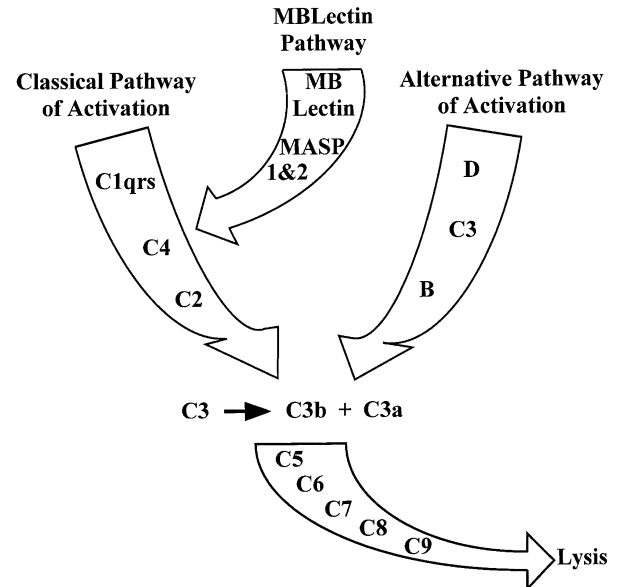 MBLectin
Pathway
Classical Pathway
of Activation
MB
Lectin
MASP
1&2
Alternative Pathway
of Activation
C1qrs
C4
C2
D
C3
B
C3 C3b + C3a
C5
C6
C7
C8
C9
Lysis